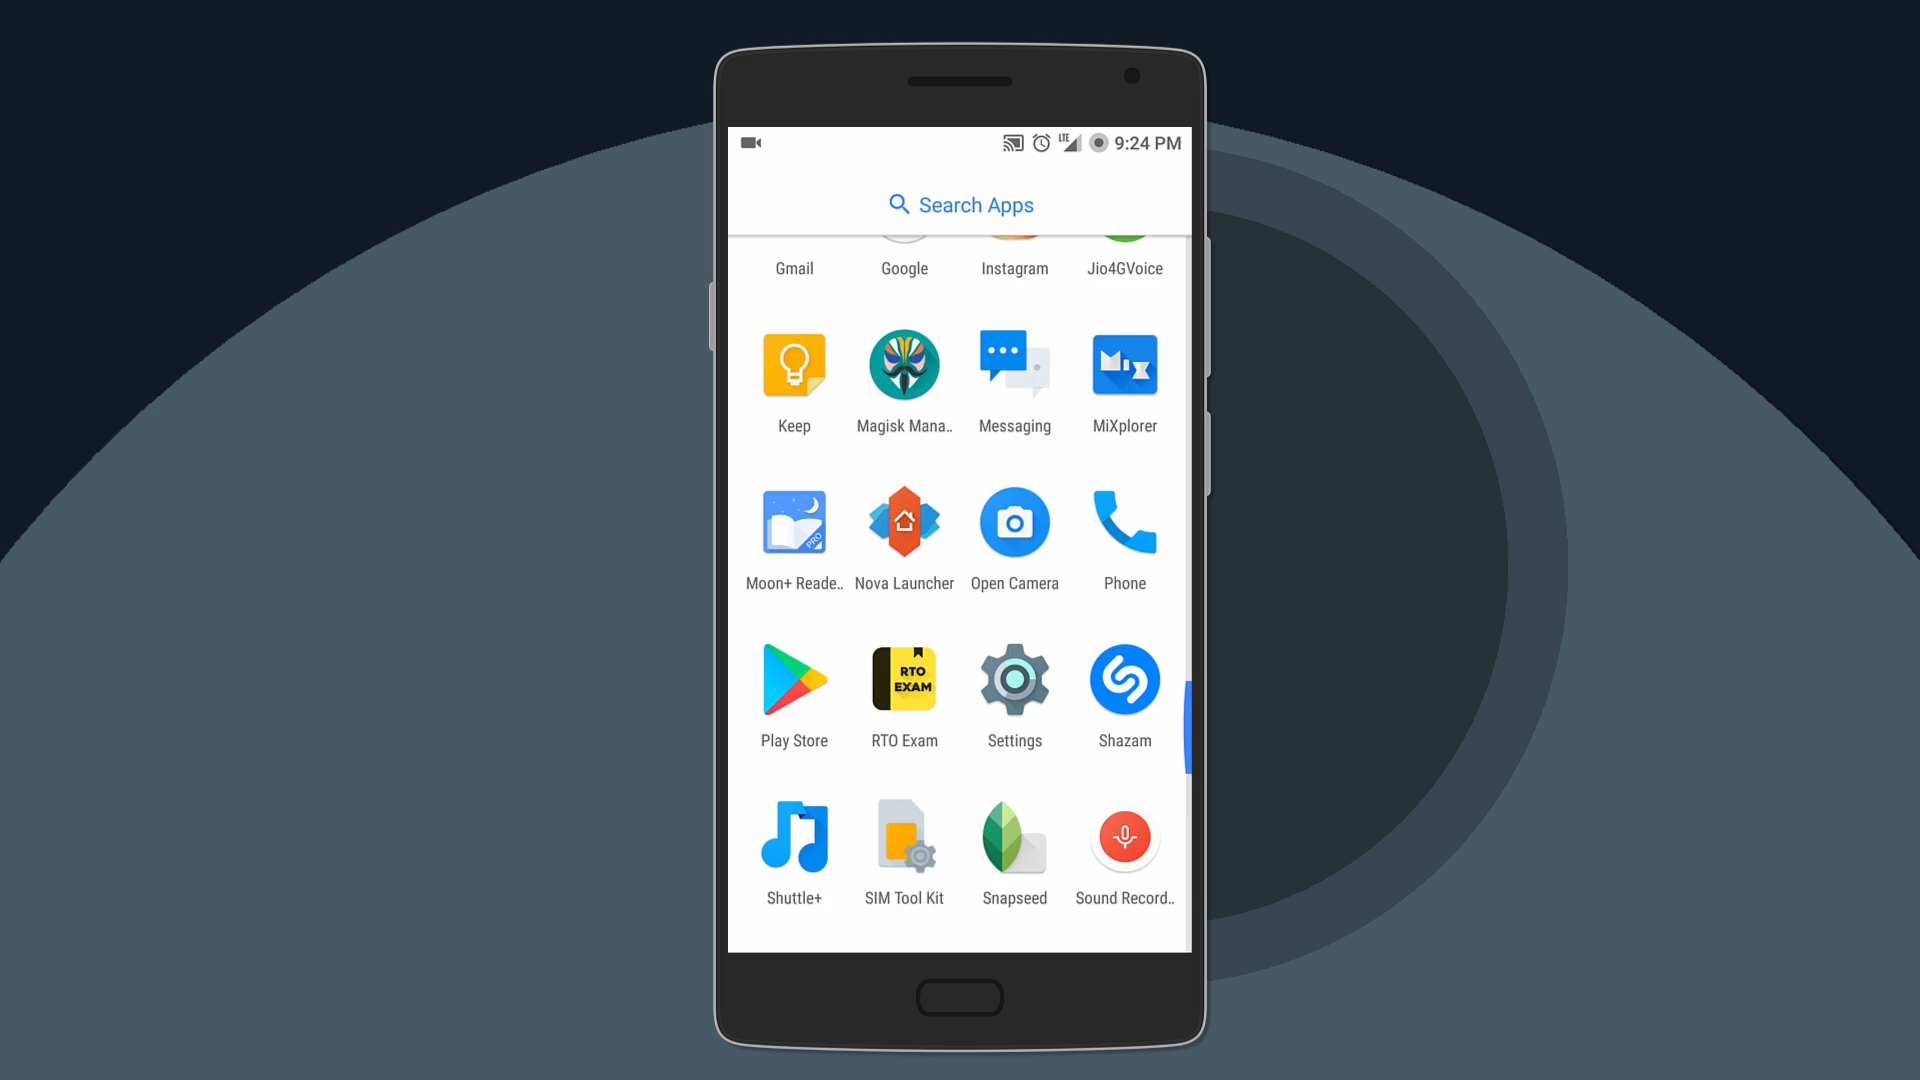 LTE 9:24 PM
Search Apps
Gmail Google Instagram Jio4GVoice
Keep Magisk Mana.. Messaging MiXplorer
PRO
Moon+ Reade.. Nova Launcher Open Camera Phone
RTO
EXAM
Play Store RTO Exam Settings Shazam
Shuttle+ SIM Tool Kit Snapseed Sound Record..